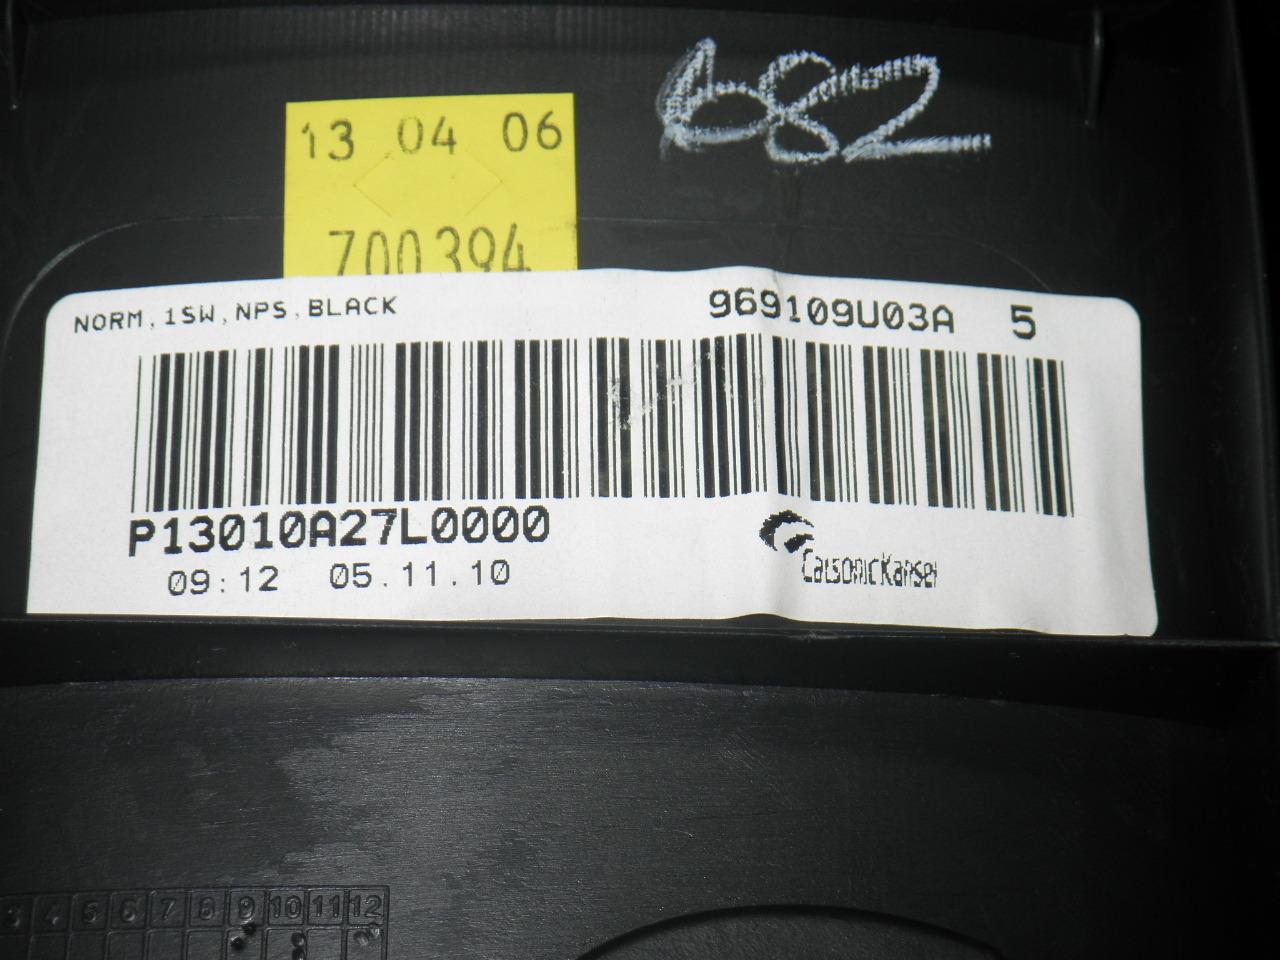 682
13 04 06
700394
NORM,1SW,NPS,BLACK 969109U03A 5
P13010A27L0000
09:12 05.11.10
CalsonicKansei
3 4 5 6 7 8 9 10 11 12